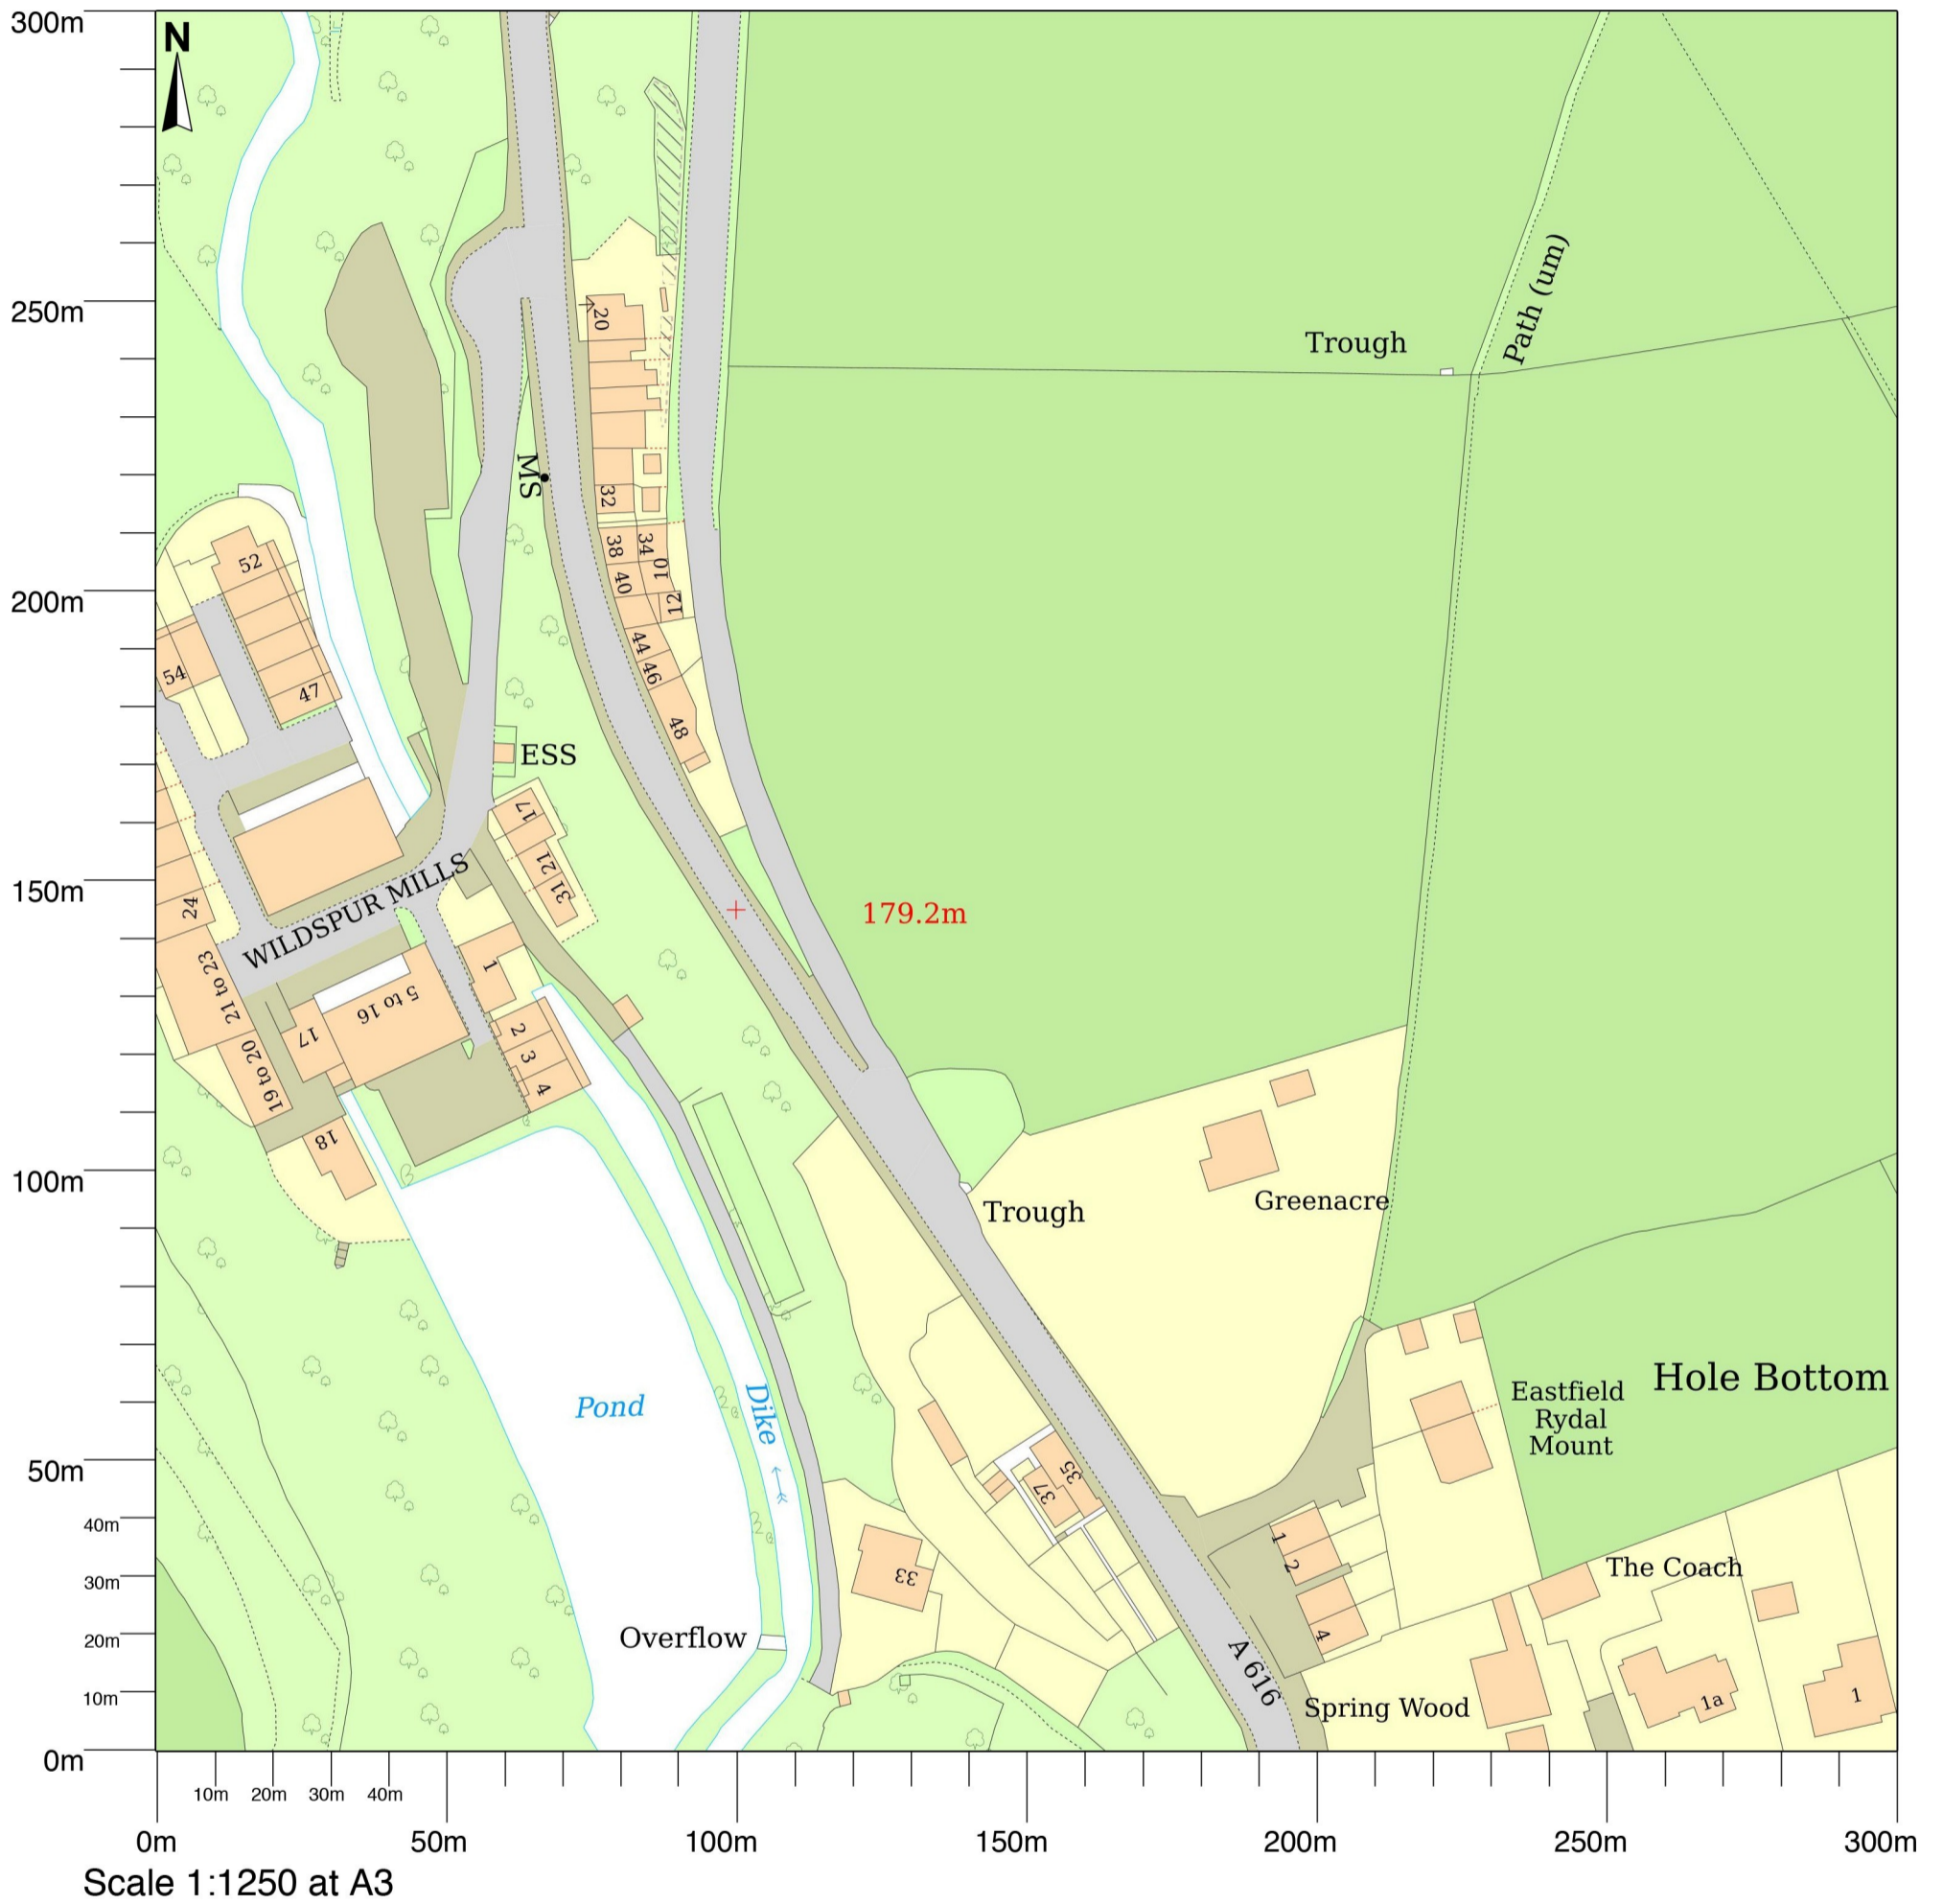 300m
N
250m
200m
150m
100m
50m
40m
30m
20m
10m
0m
Path (um)
Trough
20
MS
32
38
34
40
10
12
44
46
48
52
54
47
ESS
17
21
31
24
WILDSPUR MILLS
179.2m
21 to 23
5 to 16
1
17
2
3
4
19 to 20
18
Greenacre
Trough
Pond
Dike
Hole Bottom
Eastfield
Rydal
Mount
35
37
33
1
2
4
The Coach
Overflow
A 616
Spring Wood
1a
1
10m
20m
30m
40m
0m
50m
100m
150m
200m
250m
300m
Scale 1:1250 at A3